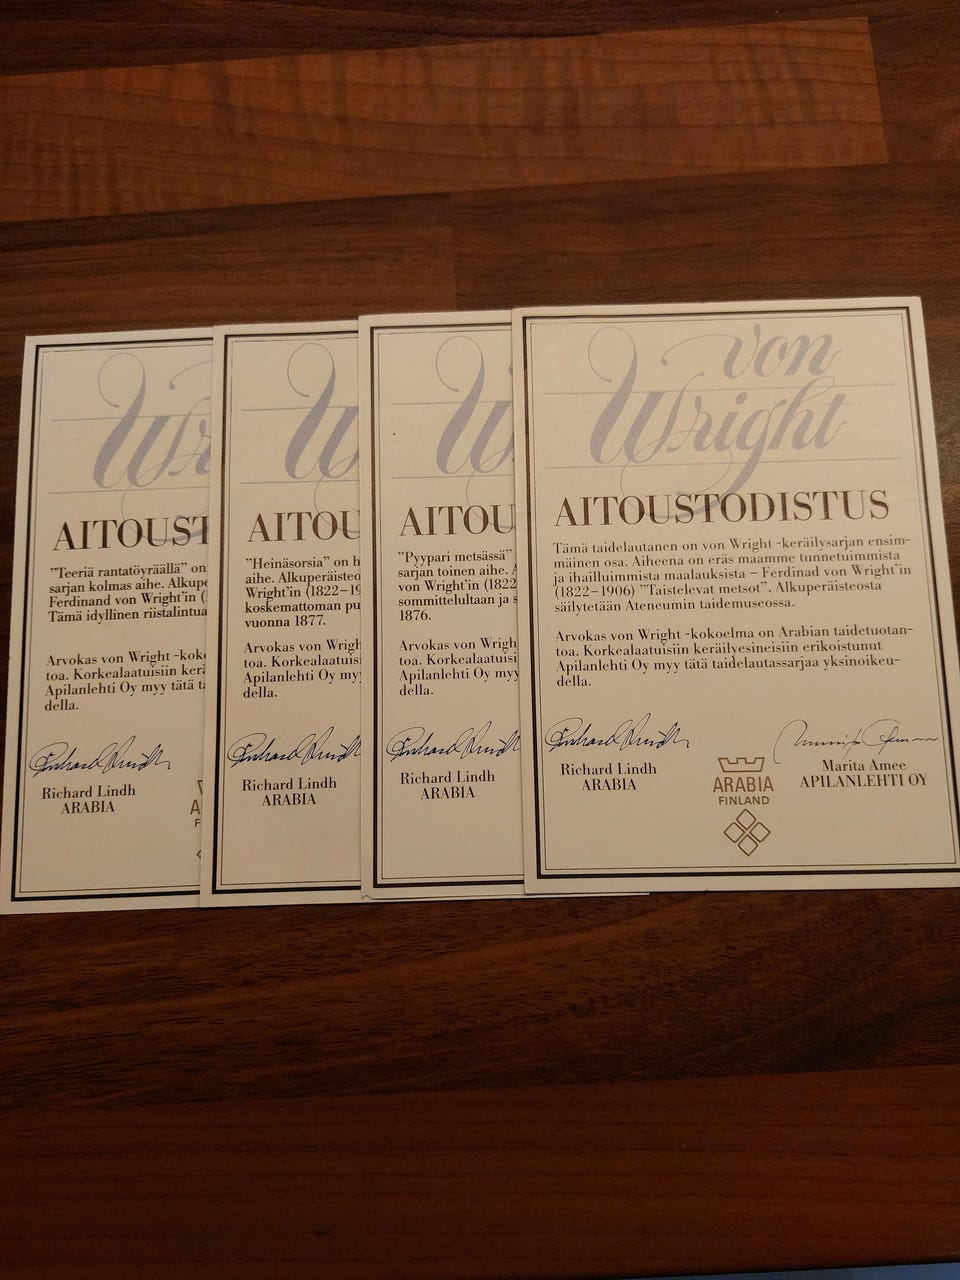 Wr
AITOUST
"Teeriä rantatöyräällä" on
sarjan kolmas aihe. Alkupe
Ferdinand von Wright'in (
Tämä idyllinen riistalintua
Arvokas von Wright -koko
toa. Korkealaatuisiin kerä
Apilanlehti Oy myy tätä ta
della.
Richard Lindh
ARABIA
A
F
W
AITOU
"Heinäsorsia" on h
aihe. Alkuperäisteo
Wright'in (1822–19
koskemattoman pu
vuonna 1877.
Arvokas von Wrigh
toa. Korkealaatuisi
Apilanlehti Oy myy
della.
Richard Lindh
ARABIA
W
AITOU
"Pyypari metsässä"
sarjan toinen aihe. A
von Wright'in (1822
sommittelultaan ja s
1876.
Arvokas von Wrigh
toa. Korkealaatuisi
Apilanlehti Oy myy
della.
Richard Lindh
ARABIA
von
Wright
AITOUSTODISTUS
Tämä taidelautanen on von Wright -keräilysarjan ensim-
mäinen osa. Aiheena on eräs maamme tunnetuimmista
ja ihailluimmista maalauksista – Ferdinad von Wright'in
(1822–1906) "Taistelevat metsot". Alkuperäisteosta
säilytetään Ateneumin taidemuseossa.
Arvokas von Wright -kokoelma on Arabian taidetuotan-
toa. Korkealaatuisiin keräilyesineisiin erikoistunut
Apilanlehti Oy myy tätä taidelautassarjaa yksinoikeu-
della.
Richard Lindh
ARABIA
ARABIA
FINLAND
Marita Amee
APILANLEHTI OY